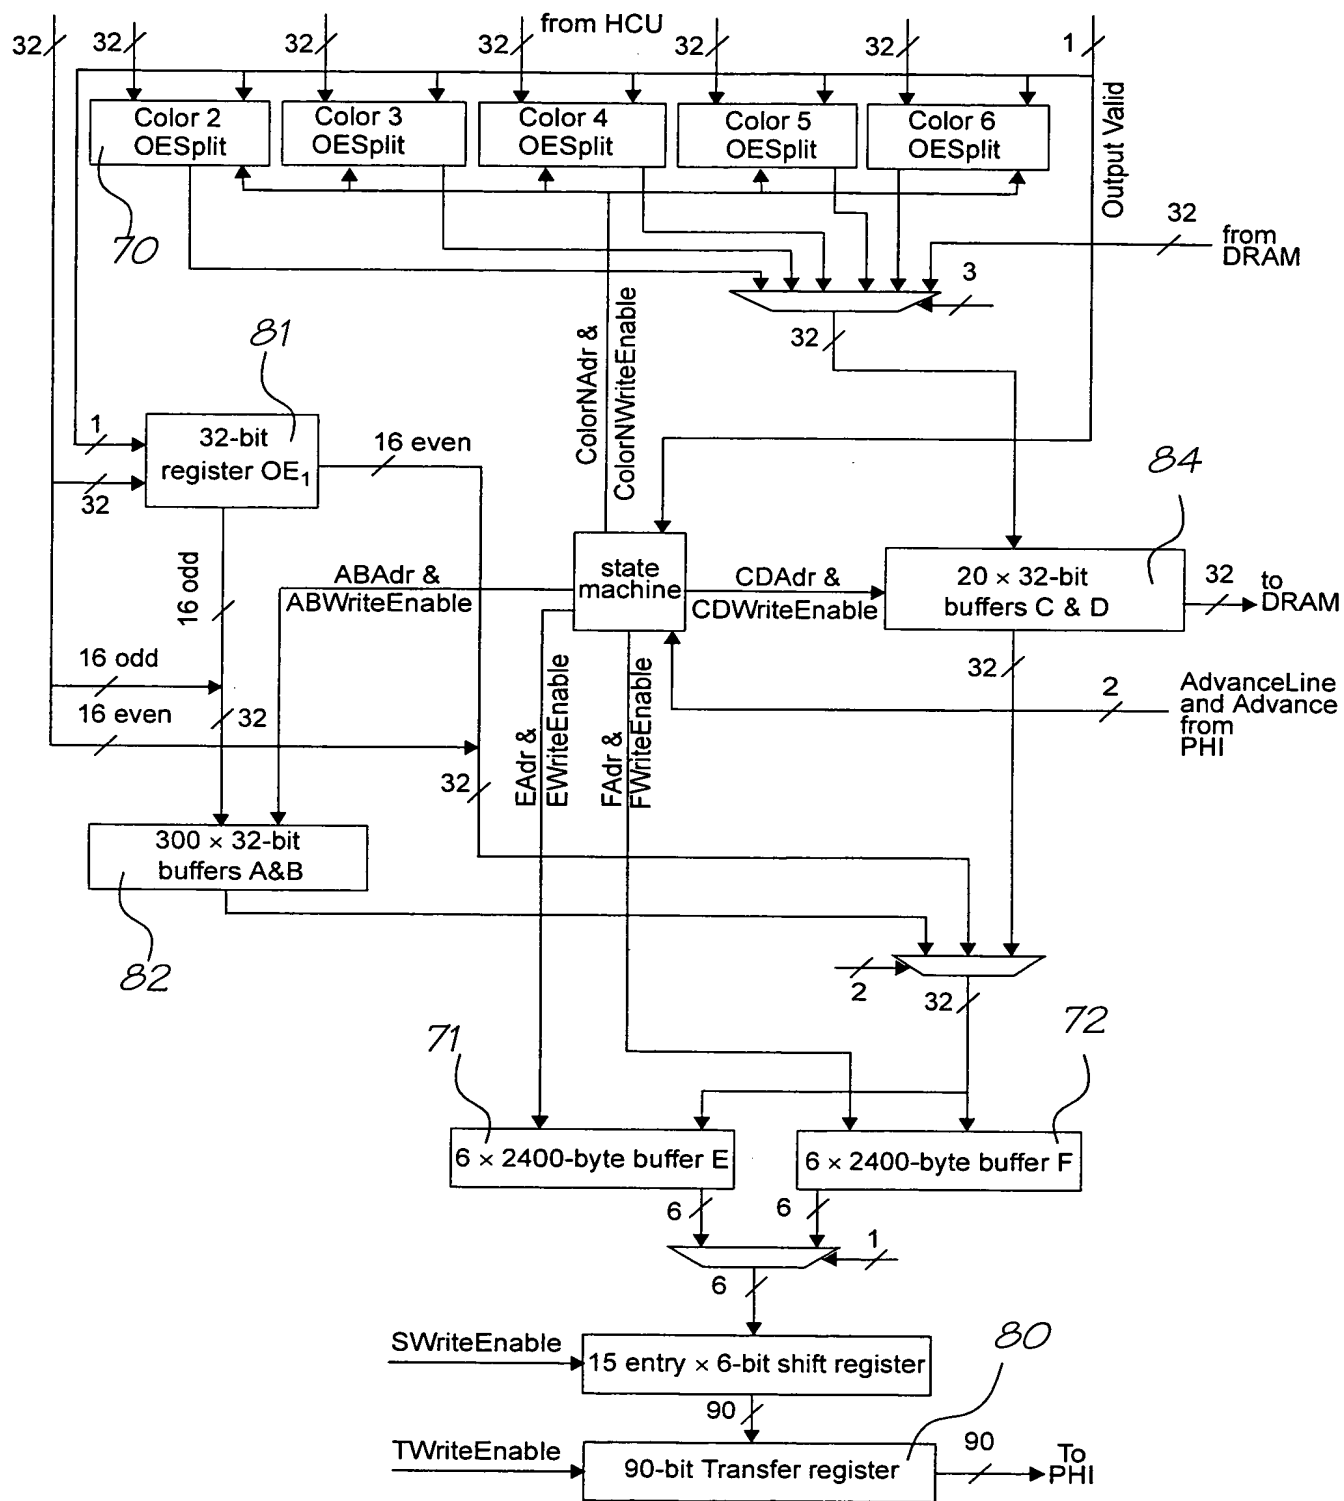 from HCU
32
32
32
32
32
32
1
Color 2
OESplit
Color 3
OESplit
Color 4
OESplit
Color 5
OESplit
Color 6
OESplit
Output Valid
70
32
from
DRAM
3
32
ColorNAdr &
ColorNWriteEnable
81
1
32-bit
register OE₁
32
16 even
84
16 odd
ABAdr &
ABWriteEnable
state
machine
CDAdr &
CDWriteEnable
20 × 32-bit
buffers C & D
32
to
DRAM
32
16 odd
16 even
32
32
EAdr &
EWriteEnable
FAdr &
FWriteEnable
2
AdvanceLine
and Advance
from
PHI
300 × 32-bit
buffers A&B
82
2
32
71
72
6 × 2400-byte buffer E
6 × 2400-byte buffer F
6
6
1
6
80
SWriteEnable
15 entry × 6-bit shift register
90
TWriteEnable
90-bit Transfer register
90
To
PHI